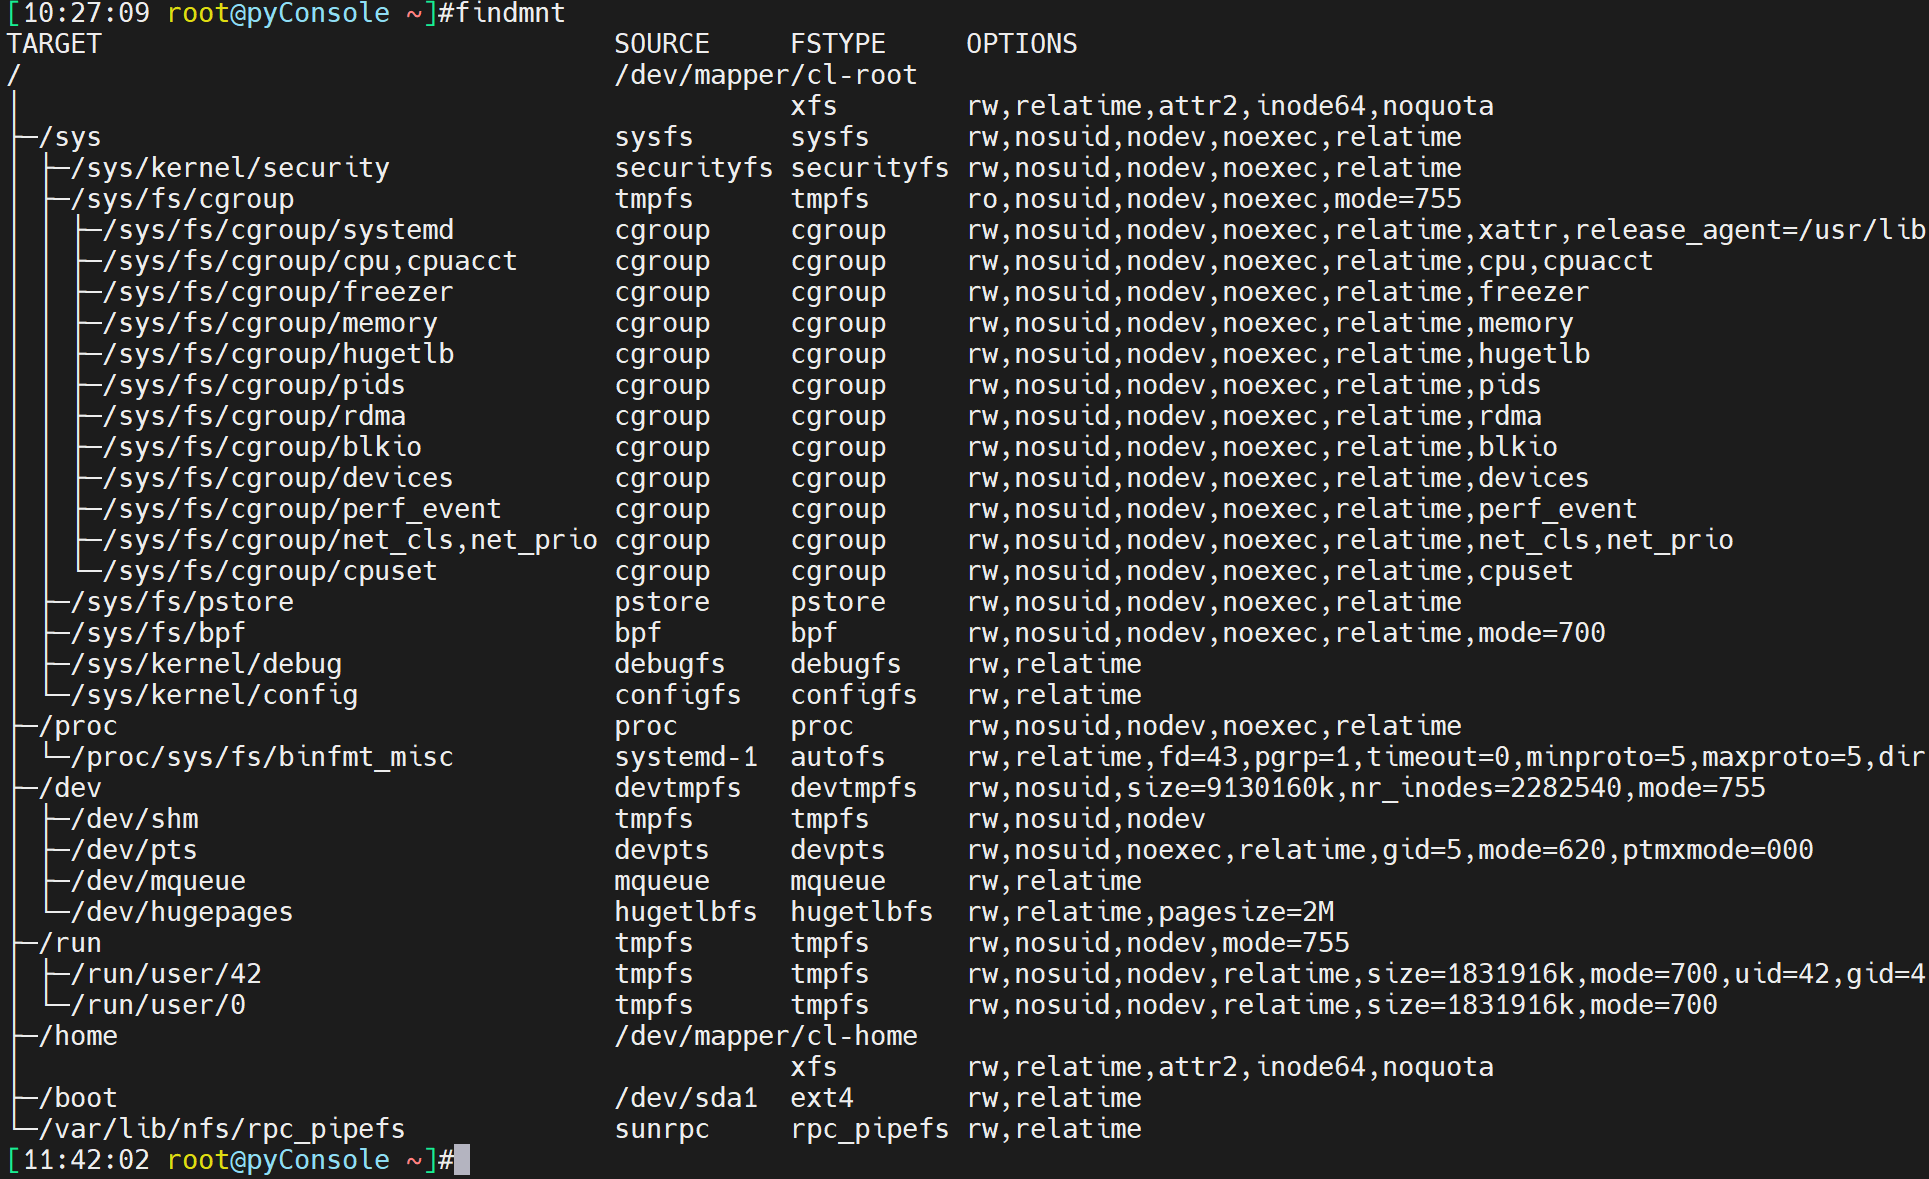 [10:27:09 root@pyConsole ~]#findmnt
TARGET                                SOURCE     FSTYPE     OPTIONS
/                                     /dev/mapper/cl-root
│                                                xfs        rw,relatime,attr2,inode64,noquota
├─/sys                                sysfs      sysfs      rw,nosuid,nodev,noexec,relatime
│ ├─/sys/kernel/security              securityfs securityfs rw,nosuid,nodev,noexec,relatime
│ ├─/sys/fs/cgroup                    tmpfs      tmpfs      ro,nosuid,nodev,noexec,mode=755
│ │ ├─/sys/fs/cgroup/systemd          cgroup     cgroup     rw,nosuid,nodev,noexec,relatime,xattr,release_agent=/usr/lib
│ │ ├─/sys/fs/cgroup/cpu,cpuacct      cgroup     cgroup     rw,nosuid,nodev,noexec,relatime,cpu,cpuacct
│ │ ├─/sys/fs/cgroup/freezer          cgroup     cgroup     rw,nosuid,nodev,noexec,relatime,freezer
│ │ ├─/sys/fs/cgroup/memory           cgroup     cgroup     rw,nosuid,nodev,noexec,relatime,memory
│ │ ├─/sys/fs/cgroup/hugetlb          cgroup     cgroup     rw,nosuid,nodev,noexec,relatime,hugetlb
│ │ ├─/sys/fs/cgroup/pids             cgroup     cgroup     rw,nosuid,nodev,noexec,relatime,pids
│ │ ├─/sys/fs/cgroup/rdma             cgroup     cgroup     rw,nosuid,nodev,noexec,relatime,rdma
│ │ ├─/sys/fs/cgroup/blkio            cgroup     cgroup     rw,nosuid,nodev,noexec,relatime,blkio
│ │ ├─/sys/fs/cgroup/devices          cgroup     cgroup     rw,nosuid,nodev,noexec,relatime,devices
│ │ ├─/sys/fs/cgroup/perf_event       cgroup     cgroup     rw,nosuid,nodev,noexec,relatime,perf_event
│ │ ├─/sys/fs/cgroup/net_cls,net_prio cgroup     cgroup     rw,nosuid,nodev,noexec,relatime,net_cls,net_prio
│ │ └─/sys/fs/cgroup/cpuset           cgroup     cgroup     rw,nosuid,nodev,noexec,relatime,cpuset
│ ├─/sys/fs/pstore                    pstore     pstore     rw,nosuid,nodev,noexec,relatime
│ ├─/sys/fs/bpf                       bpf        bpf        rw,nosuid,nodev,noexec,relatime,mode=700
│ ├─/sys/kernel/debug                 debugfs    debugfs    rw,relatime
│ └─/sys/kernel/config                configfs   configfs   rw,relatime
├─/proc                               proc       proc       rw,nosuid,nodev,noexec,relatime
│ └─/proc/sys/fs/binfmt_misc          systemd-1  autofs     rw,relatime,fd=43,pgrp=1,timeout=0,minproto=5,maxproto=5,dir
├─/dev                                devtmpfs   devtmpfs   rw,nosuid,size=9130160k,nr_inodes=2282540,mode=755
│ ├─/dev/shm                          tmpfs      tmpfs      rw,nosuid,nodev
│ ├─/dev/pts                          devpts     devpts     rw,nosuid,noexec,relatime,gid=5,mode=620,ptmxmode=000
│ ├─/dev/mqueue                       mqueue     mqueue     rw,relatime
│ └─/dev/hugepages                    hugetlbfs  hugetlbfs  rw,relatime,pagesize=2M
├─/run                                tmpfs      tmpfs      rw,nosuid,nodev,mode=755
│ ├─/run/user/42                      tmpfs      tmpfs      rw,nosuid,nodev,relatime,size=1831916k,mode=700,uid=42,gid=4
│ └─/run/user/0                       tmpfs      tmpfs      rw,nosuid,nodev,relatime,size=1831916k,mode=700
├─/home                               /dev/mapper/cl-home
│                                                xfs        rw,relatime,attr2,inode64,noquota
├─/boot                               /dev/sda1  ext4       rw,relatime
└─/var/lib/nfs/rpc_pipefs             sunrpc     rpc_pipefs rw,relatime
[11:42:02 root@pyConsole ~]#